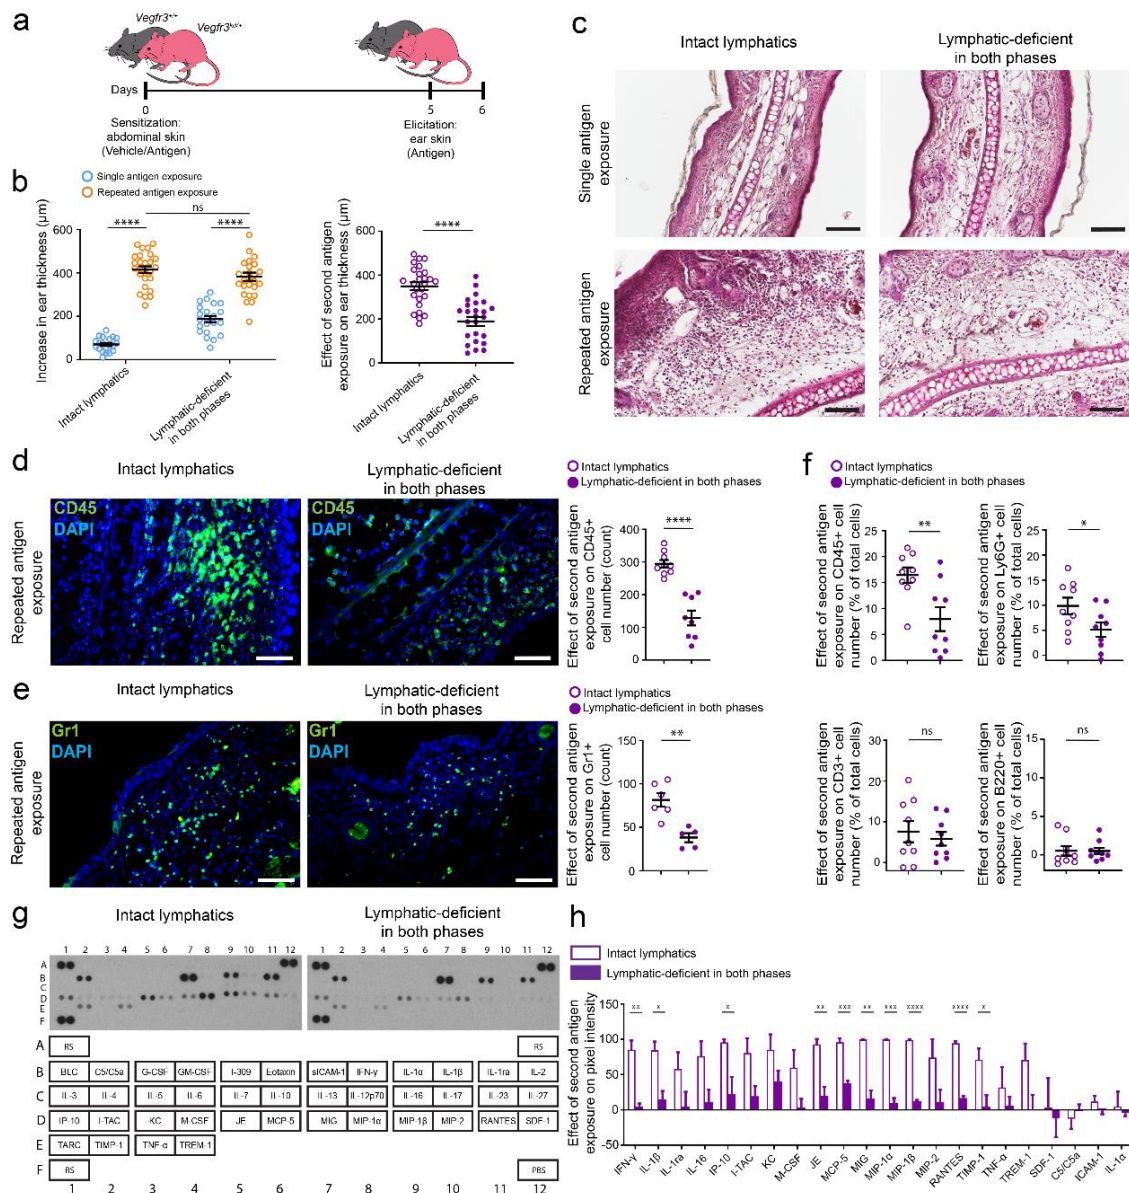 a
Vegfr3+/+
Vegfr3kd/+
Days
0
5
6
Sensitization:
abdominal skin
(Vehicle/Antigen)
Elicitation:
ear skin
(Antigen)
b
Single antigen exposure
Repeated antigen exposure
Increase in ear thickness (µm)
600
400
200
0
****
ns
****
Intact lymphatics
Lymphatic-deficient
in both phases
Effect of second antigen
exposure on ear thickness (µm)
600
400
200
0
****
Intact lymphatics
Lymphatic-deficient
in both phases
c
Intact lymphatics
Lymphatic-deficient
in both phases
Single antigen
exposure
Repeated antigen
exposure
d
Intact lymphatics
Lymphatic-deficient
in both phases
Repeated antigen
exposure
CD45
DAPI
CD45
DAPI
Intact lymphatics
Lymphatic-deficient in both phases
Effect of second antigen
exposure on CD45+
cell number (count)
400
300
200
100
0
****
e
Intact lymphatics
Lymphatic-deficient
in both phases
Repeated antigen
exposure
Gr1
DAPI
Gr1
DAPI
Intact lymphatics
Lymphatic-deficient in both phases
Effect of second antigen
exposure on Gr1+
cell number (count)
150
100
50
0
**
f
Intact lymphatics
Lymphatic-deficient in both phases
Effect of second antigen
exposure on CD45+ cell
number (% of total cells)
25
20
15
10
5
0
**
Effect of second antigen
exposure on Ly6G+ cell
number (% of total cells)
25
20
15
10
5
0
*
Effect of second antigen
exposure on CD3+ cell
number (% of total cells)
30
20
10
0
ns
Effect of second antigen
exposure on B220+ cell
number (% of total cells)
15
10
5
0
ns
g
Intact lymphatics
Lymphatic-deficient
in both phases
1 2 3 4 5 6 7 8 9 10 11 12
1 2 3 4 5 6 7 8 9 10 11 12
A
B
C
D
E
F
A RS RS
B BLC C5/C5a G-CSF GM-CSF I-309 Eotaxin sICAM-1 IFN-γ IL-1α IL-1β IL-1ra IL-2
C IL-3 IL-4 IL-5 IL-6 IL-7 IL-10 IL-13 IL-12p70 IL-16 IL-17 IL-23 IL-27
D IP-10 I-TAC KC M-CSF JE MCP-5 MIG MIP-1α MIP-1β MIP-2 RANTES SDF-1
E TARC TIMP-1 TNF-α TREM-1
F RS PBS
1 2 3 4 5 6 7 8 9 10 11 12
h
Intact lymphatics
Lymphatic-deficient in both phases
Effect of second antigen
exposure on pixel intensity
150
100
50
0
-50
** * * ** *** ** *** **** **** *
IFN-γ
IL-1β
IL-1ra
IL-16
IP-10
I-TAC
KC
M-CSF
JE
MCP-5
MIG
MIP-1α
MIP-1β
MIP-2
RANTES
TIMP-1
TNF-α
TREM-1
SDF-1
C5/C5a
ICAM-1
IL-1α